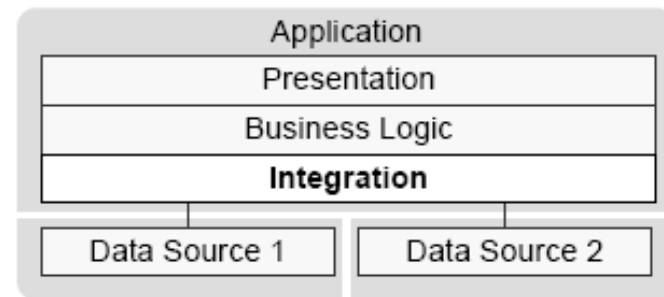 Application
Presentation
Business Logic
Integration
Data Source 1
Data Source 2